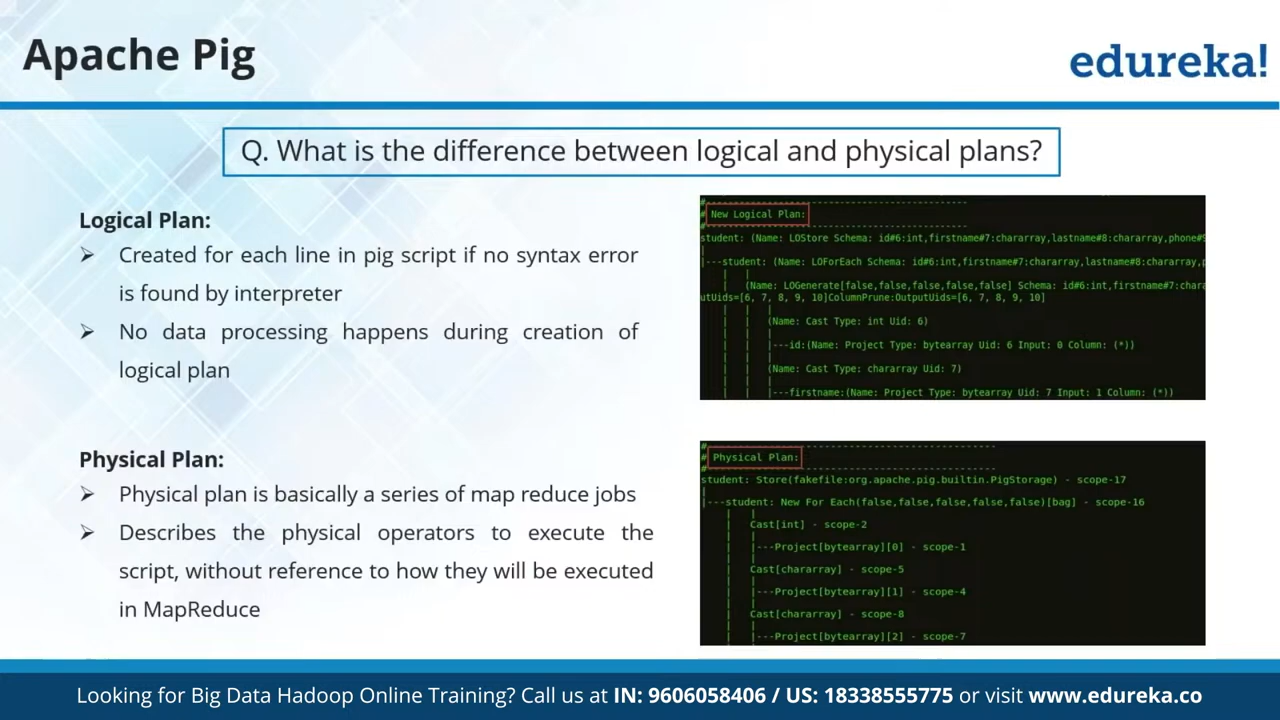 Apache Pig
edureka!
Q. What is the difference between logical and physical plans?
Logical Plan:
➢ Created for each line in pig script if no syntax error
is found by interpreter
➢ No data processing happens during creation of
logical plan
#-----------------------------------------------
# New Logical Plan:
#-----------------------------------------------
student: (Name: LOStore Schema: id#6:int,firstname#7:chararray,lastname#8:chararray,phone#9
|
|---student: (Name: LOForEach Schema: id#6:int,firstname#7:chararray,lastname#8:chararray,p
| |
| (Name: LOGenerate[false,false,false,false,false] Schema: id#6:int,firstname#7:chara
utUids=[6, 7, 8, 9, 10]ColumnPrune:OutputUids=[6, 7, 8, 9, 10]
| | |
| | (Name: Cast Type: int Uid: 6)
| | |
| | |---id:(Name: Project Type: bytearray Uid: 6 Input: 0 Column: (*))
| | |
| | (Name: Cast Type: chararray Uid: 7)
| | |
| | |---firstname:(Name: Project Type: bytearray Uid: 7 Input: 1 Column: (*))
Physical Plan:
➢ Physical plan is basically a series of map reduce jobs
➢ Describes the physical operators to execute the
script, without reference to how they will be executed
in MapReduce
#-----------------------------------------------
# Physical Plan:
#-----------------------------------------------
student: Store(fakefile:org.apache.pig.builtin.PigStorage) - scope-17
|
|---student: New For Each(false,false,false,false,false)[bag] - scope-16
| |
| Cast[int] - scope-2
| |
| |---Project[bytearray][0] - scope-1
| |
| Cast[chararray] - scope-5
| |
| |---Project[bytearray][1] - scope-4
| |
| Cast[chararray] - scope-8
| |
| |---Project[bytearray][2] - scope-7
Looking for Big Data Hadoop Online Training? Call us at IN: 9606058406 / US: 18338555775 or visit www.edureka.co